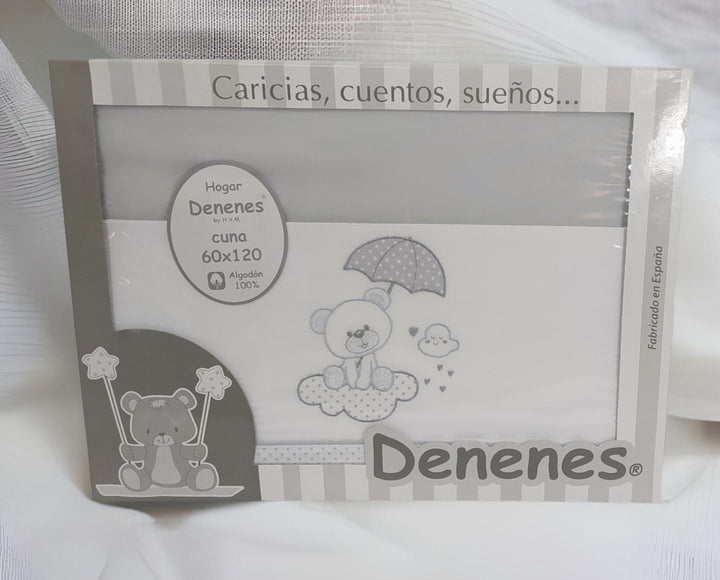 Caricias, cuentos, sueños...
Hogar
Denenes®
by H.V.M
cuna
60x120
Algodón
100%
Fabricado en España
Denenes®